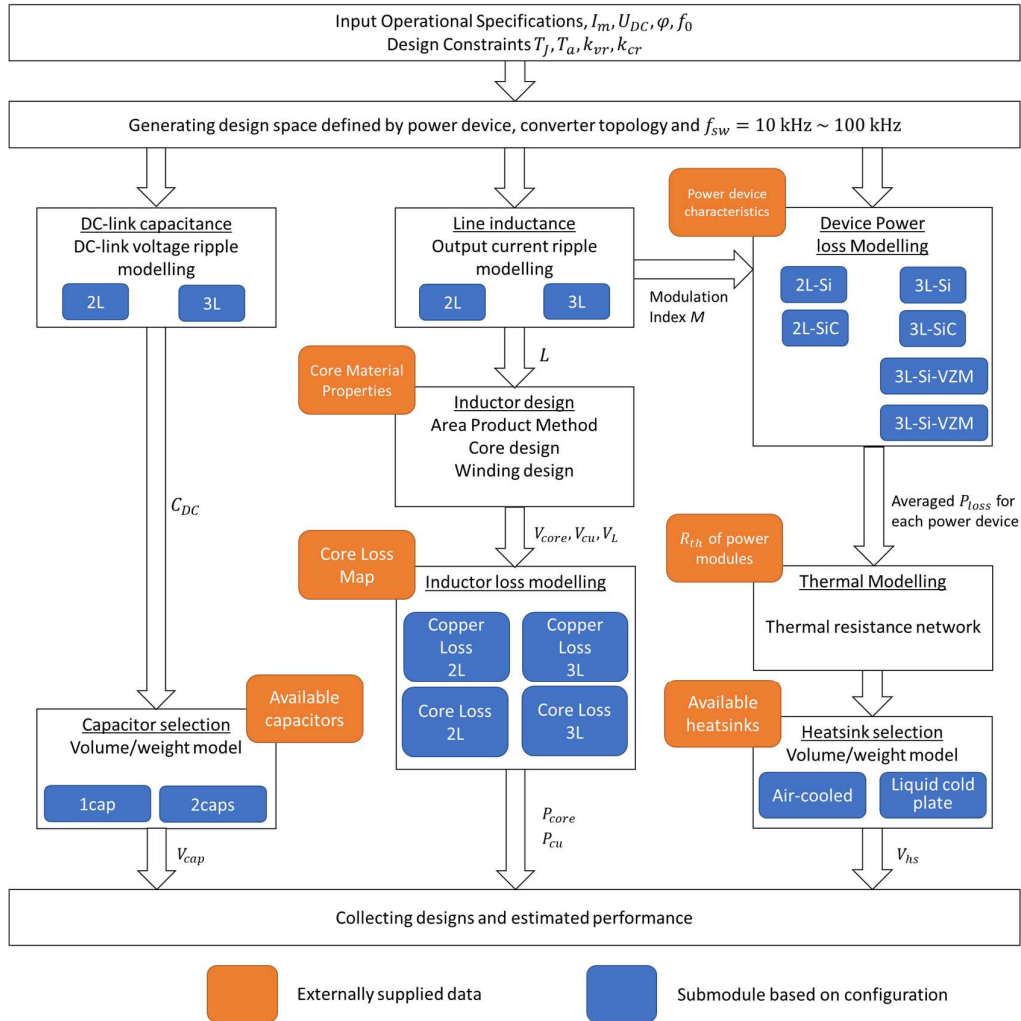 Input Operational Specifications, I_m, U_DC, φ, f_0
Design Constraints T_J, T_a, k_vr, k_cr
Generating design space defined by power device, converter topology and f_sw = 10 kHz ~ 100 kHz
DC-link capacitance
DC-link voltage ripple
modelling
2L
3L
Line inductance
Output current ripple
modelling
2L
3L
Modulation
Index M
Power device
characteristics
Device Power
loss Modelling
2L-Si
3L-Si
2L-SiC
3L-SiC
3L-Si-VZM
3L-Si-VZM
L
Core Material
Properties
Inductor design
Area Product Method
Core design
Winding design
C_DC
Averaged P_loss for
each power device
V_core, V_cu, V_L
Core Loss
Map
Inductor loss modelling
Copper
Loss
2L
Copper
Loss
3L
Core Loss
2L
Core Loss
3L
R_th of power
modules
Thermal Modelling
Thermal resistance network
Available
capacitors
Capacitor selection
Volume/weight model
1cap
2caps
Available
heatsinks
Heatsink selection
Volume/weight model
Air-cooled
Liquid cold
plate
V_cap
P_core
P_cu
V_hs
Collecting designs and estimated performance
Externally supplied data
Submodule based on configuration